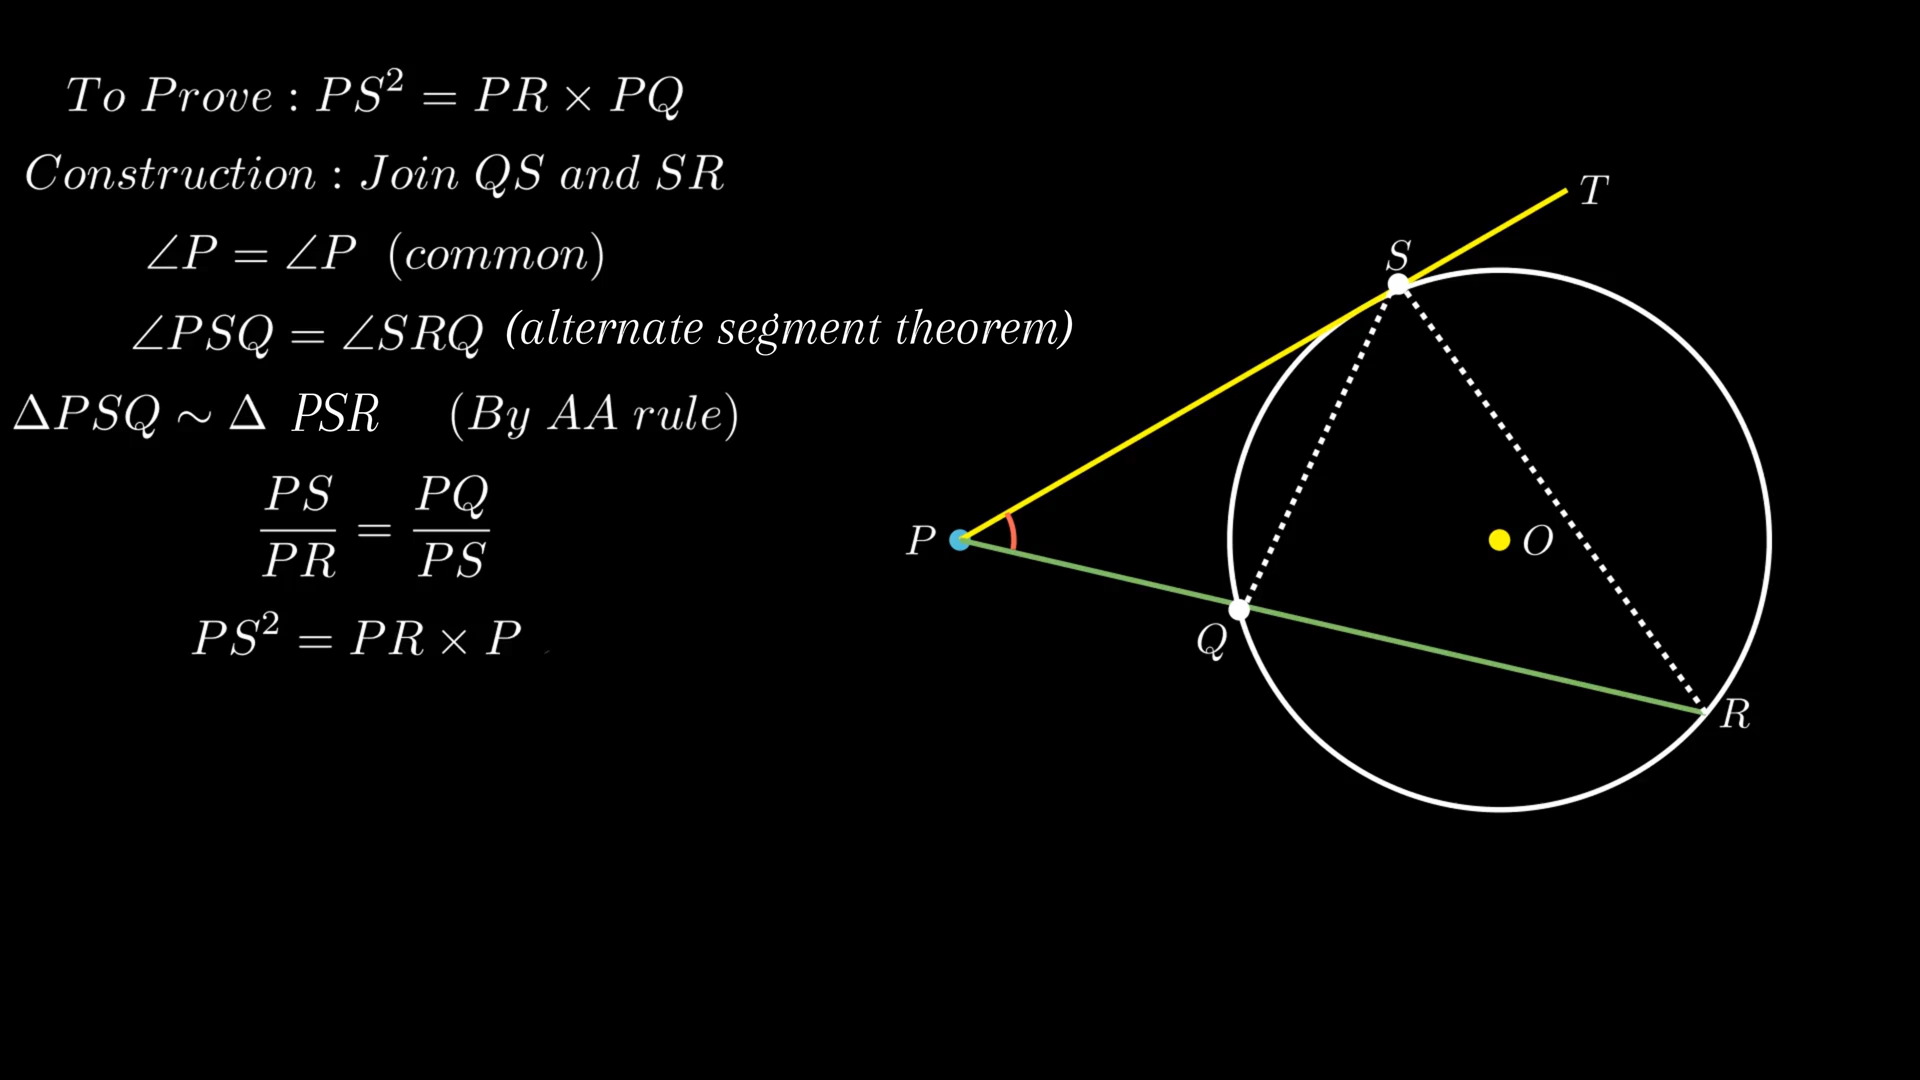 To Prove : PS² = PR × PQ
Construction : Join QS and SR
∠P = ∠P (common)
∠PSQ = ∠SRQ (alternate segment theorem)
ΔPSQ ∼ Δ PSR (By AA rule)
PS/PR = PQ/PS
PS² = PR × P
T
S
P
O
Q
R